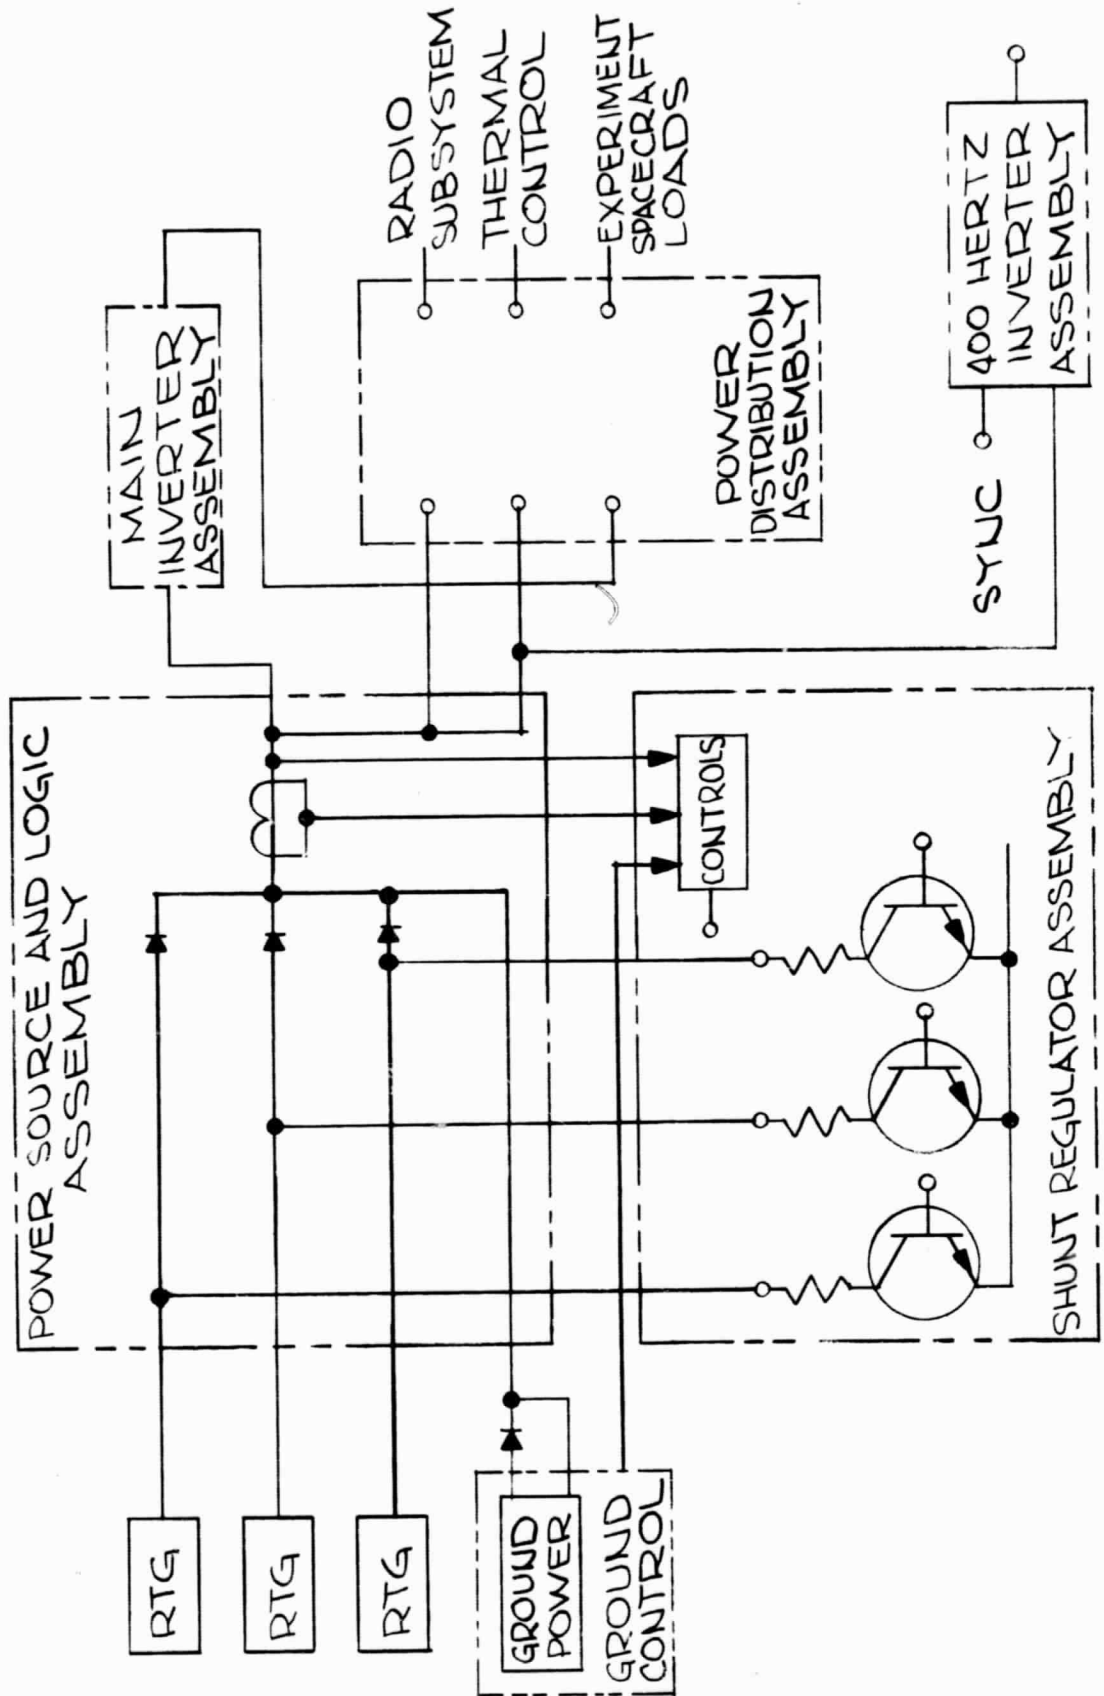 MAIN
INVERTER
ASSEMBLY
RADIO
SUBSYSTEM
THERMAL
CONTROL
EXPERIMENT
SPACECRAFT
LOADS
POWER
DISTRIBUTION
ASSEMBLY
SYNC
400 HERTZ
INVERTER
ASSEMBLY
POWER SOURCE AND LOGIC
ASSEMBLY
CONTROLS
SHUNT REGULATOR ASSEMBLY
RTG
RTG
RTG
GROUND
POWER
GROUND
CONTROL